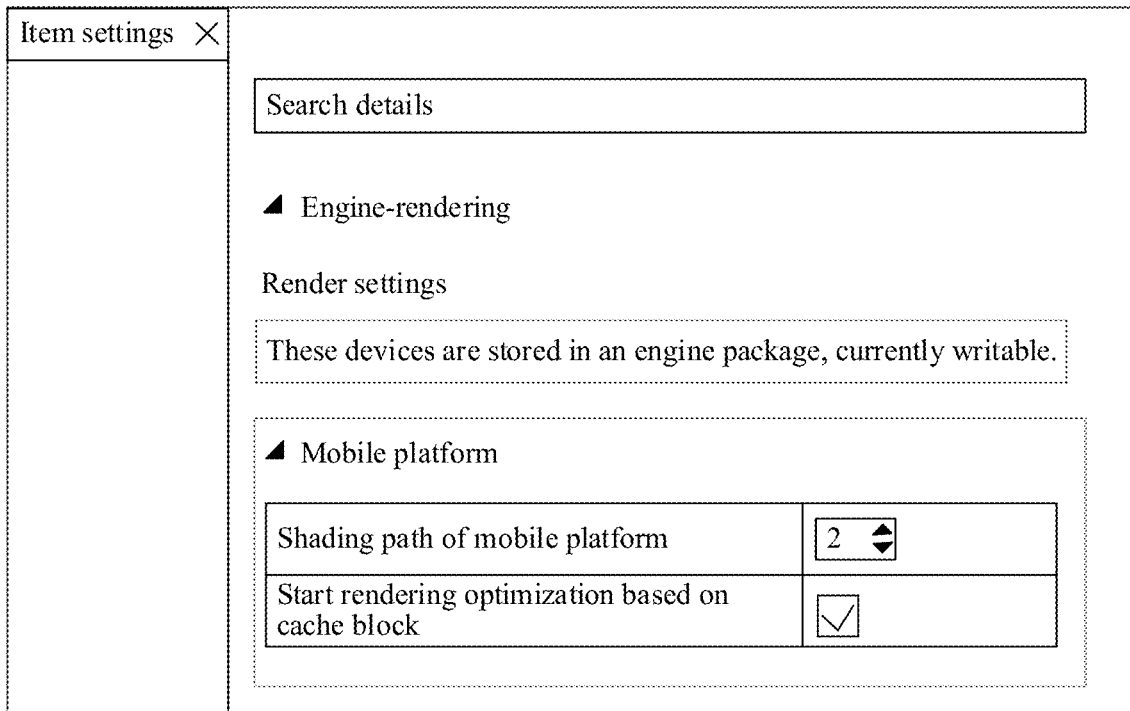 Item settings
Search details
Engine-rendering
Render settings
These devices are stored in an engine package, currently writable.
Mobile platform
Shading path of mobile platform
2
Start rendering optimization based on
cache block